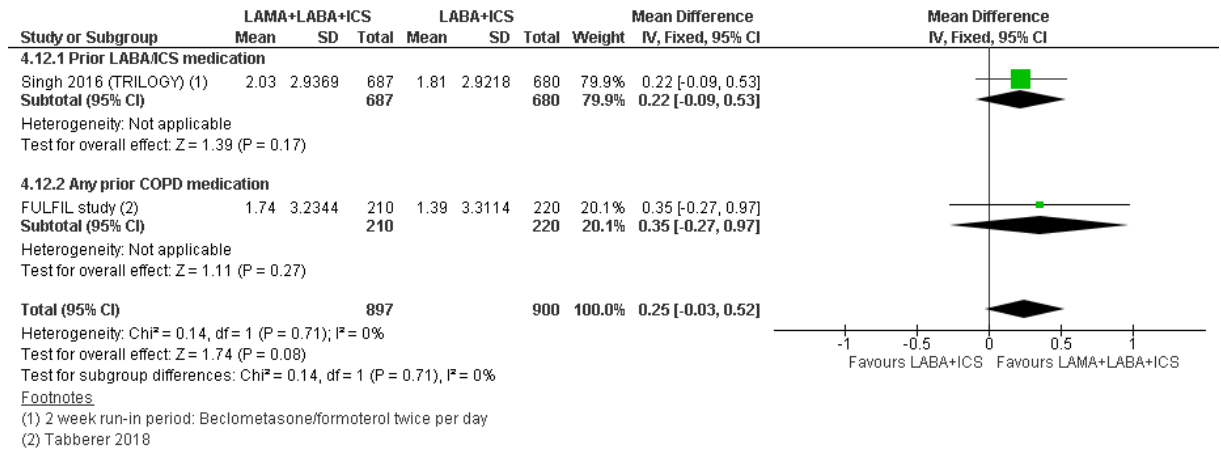 LAMA+LABA+ICS LABA+ICS Mean Difference Mean Difference
Study or Subgroup Mean SD Total Mean SD Total Weight IV, Fixed, 95% CI IV, Fixed, 95% CI
4.12.1 Prior LABA/ICS medication
Singh 2016 (TRILOGY) (1) 2.03 2.9369 687 1.81 2.9218 680 79.9% 0.22 [-0.09, 0.53]
Subtotal (95% CI) 687 680 79.9% 0.22 [-0.09, 0.53]
Heterogeneity: Not applicable
Test for overall effect: Z = 1.39 (P = 0.17)
4.12.2 Any prior COPD medication
FULFIL study (2) 1.74 3.2344 210 1.39 3.3114 220 20.1% 0.35 [-0.27, 0.97]
Subtotal (95% CI) 210 220 20.1% 0.35 [-0.27, 0.97]
Heterogeneity: Not applicable
Test for overall effect: Z = 1.11 (P = 0.27)
Total (95% CI) 897 900 100.0% 0.25 [-0.03, 0.52]
Heterogeneity: Chi² = 0.14, df = 1 (P = 0.71); I² = 0%
Test for overall effect: Z = 1.74 (P = 0.08)
Test for subgroup differences: Chi² = 0.14, df = 1 (P = 0.71), I² = 0%
-1 -0.5 0 0.5 1
Favours LABA+ICS Favours LAMA+LABA+ICS
Footnotes
(1) 2 week run-in period: Beclometasone/formoterol twice per day
(2) Tabberer 2018